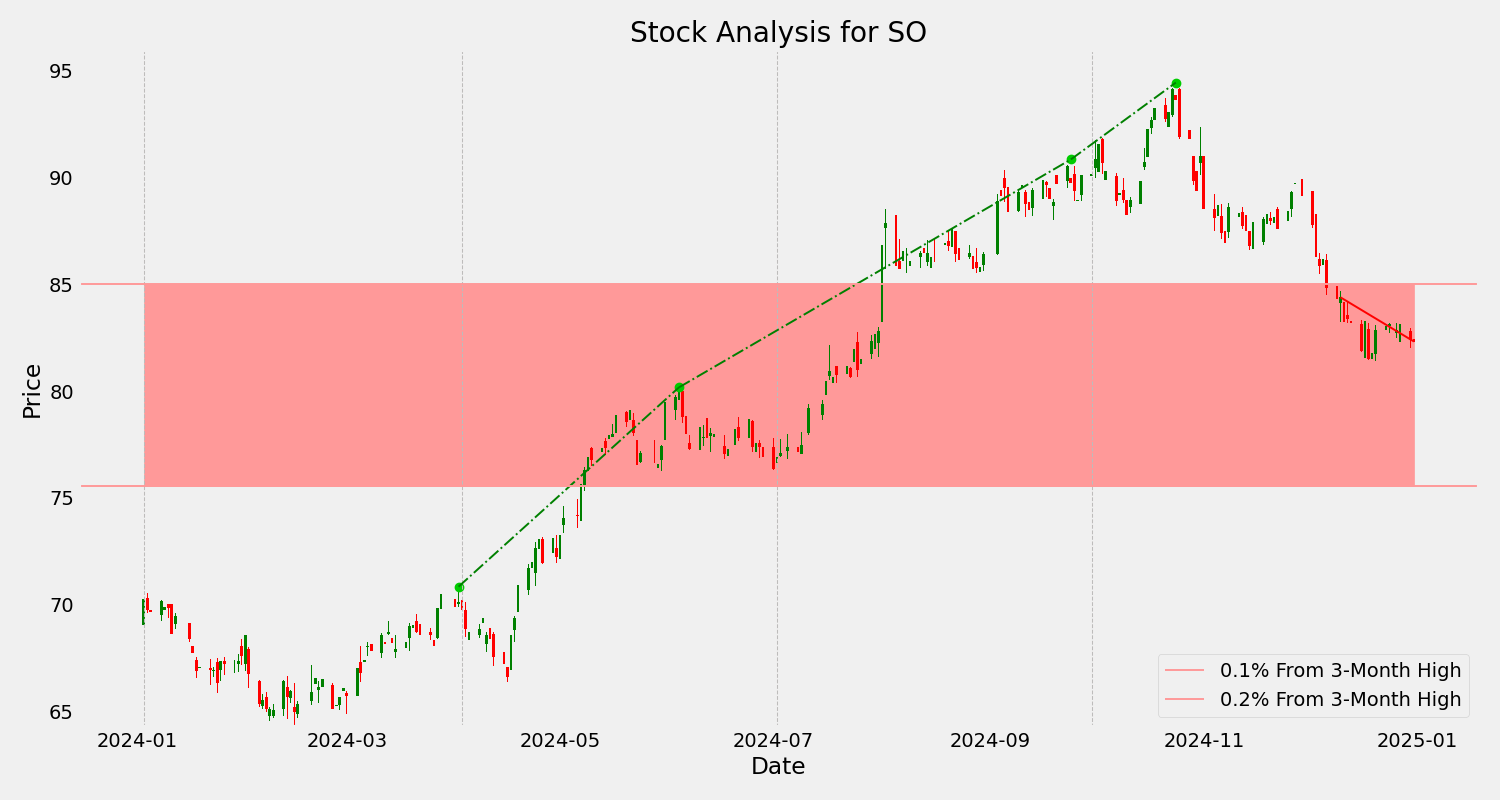 Stock Analysis for SO
Price
95
90
85
80
75
70
65
0.1% From 3-Month High
0.2% From 3-Month High
2024-01
2024-03
2024-05
2024-07
2024-09
2024-11
2025-01
Date